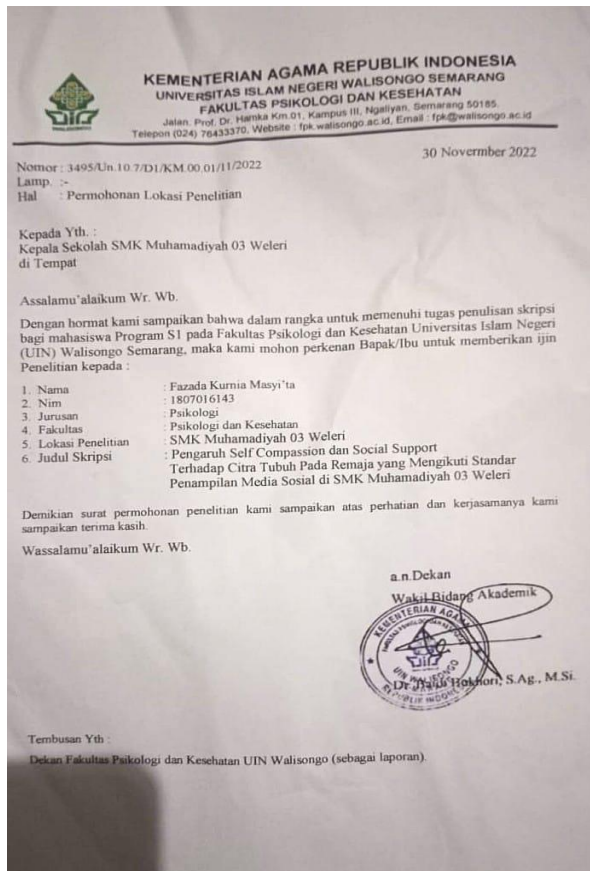 KEMENTERIAN AGAMA REPUBLIK INDONESIA
UNIVERSITAS ISLAM NEGERI WALISONGO SEMARANG
FAKULTAS PSIKOLOGI DAN KESEHATAN
Jalan. Prof. Dr. Hamka Km.01, Kampus III, Ngaliyan, Semarang 50185.
Telepon (024) 76433370, Website : fpk.walisongo.ac.id, Email : fpk@walisongo.ac.id
WALISONGO
30 Novermber 2022
Nomor : 3495/Un.10.7/D1/KM.00.01/11/2022
Lamp. :-
Hal : Permohonan Lokasi Penelitian
Kepada Yth. :
Kepala Sekolah SMK Muhamadiyah 03 Weleri
di Tempat
Assalamu'alaikum Wr. Wb.
Dengan hormat kami sampaikan bahwa dalam rangka untuk memenuhi tugas penulisan skripsi
bagi mahasiswa Program S1 pada Fakultas Psikologi dan Kesehatan Universitas Islam Negeri
(UIN) Walisongo Semarang, maka kami mohon perkenan Bapak/Ibu untuk memberikan ijin
Penelitian kepada :
1. Nama : Fazada Kurnia Masyi'ta
2. Nim : 1807016143
3. Jurusan : Psikologi
4. Fakultas : Psikologi dan Kesehatan
5. Lokasi Penelitian : SMK Muhamadiyah 03 Weleri
6. Judul Skripsi : Pengaruh Self Compassion dan Social Support
Terhadap Citra Tubuh Pada Remaja yang Mengikuti Standar
Penampilan Media Sosial di SMK Muhamadiyah 03 Weleri
Demikian surat permohonan penelitian kami sampaikan atas perhatian dan kerjasamanya kami
sampaikan terima kasih.
Wassalamu'alaikum Wr. Wb.
a.n.Dekan
Wakil Bidang Akademik
KEMENTERIAN AGAMA
UIN WALISONGO
REPUBLIK INDONESIA
Dr. Baidi Bukhori, S.Ag., M.Si.
Tembusan Yth :
Dekan Fakultas Psikologi dan Kesehatan UIN Walisongo (sebagai laporan).